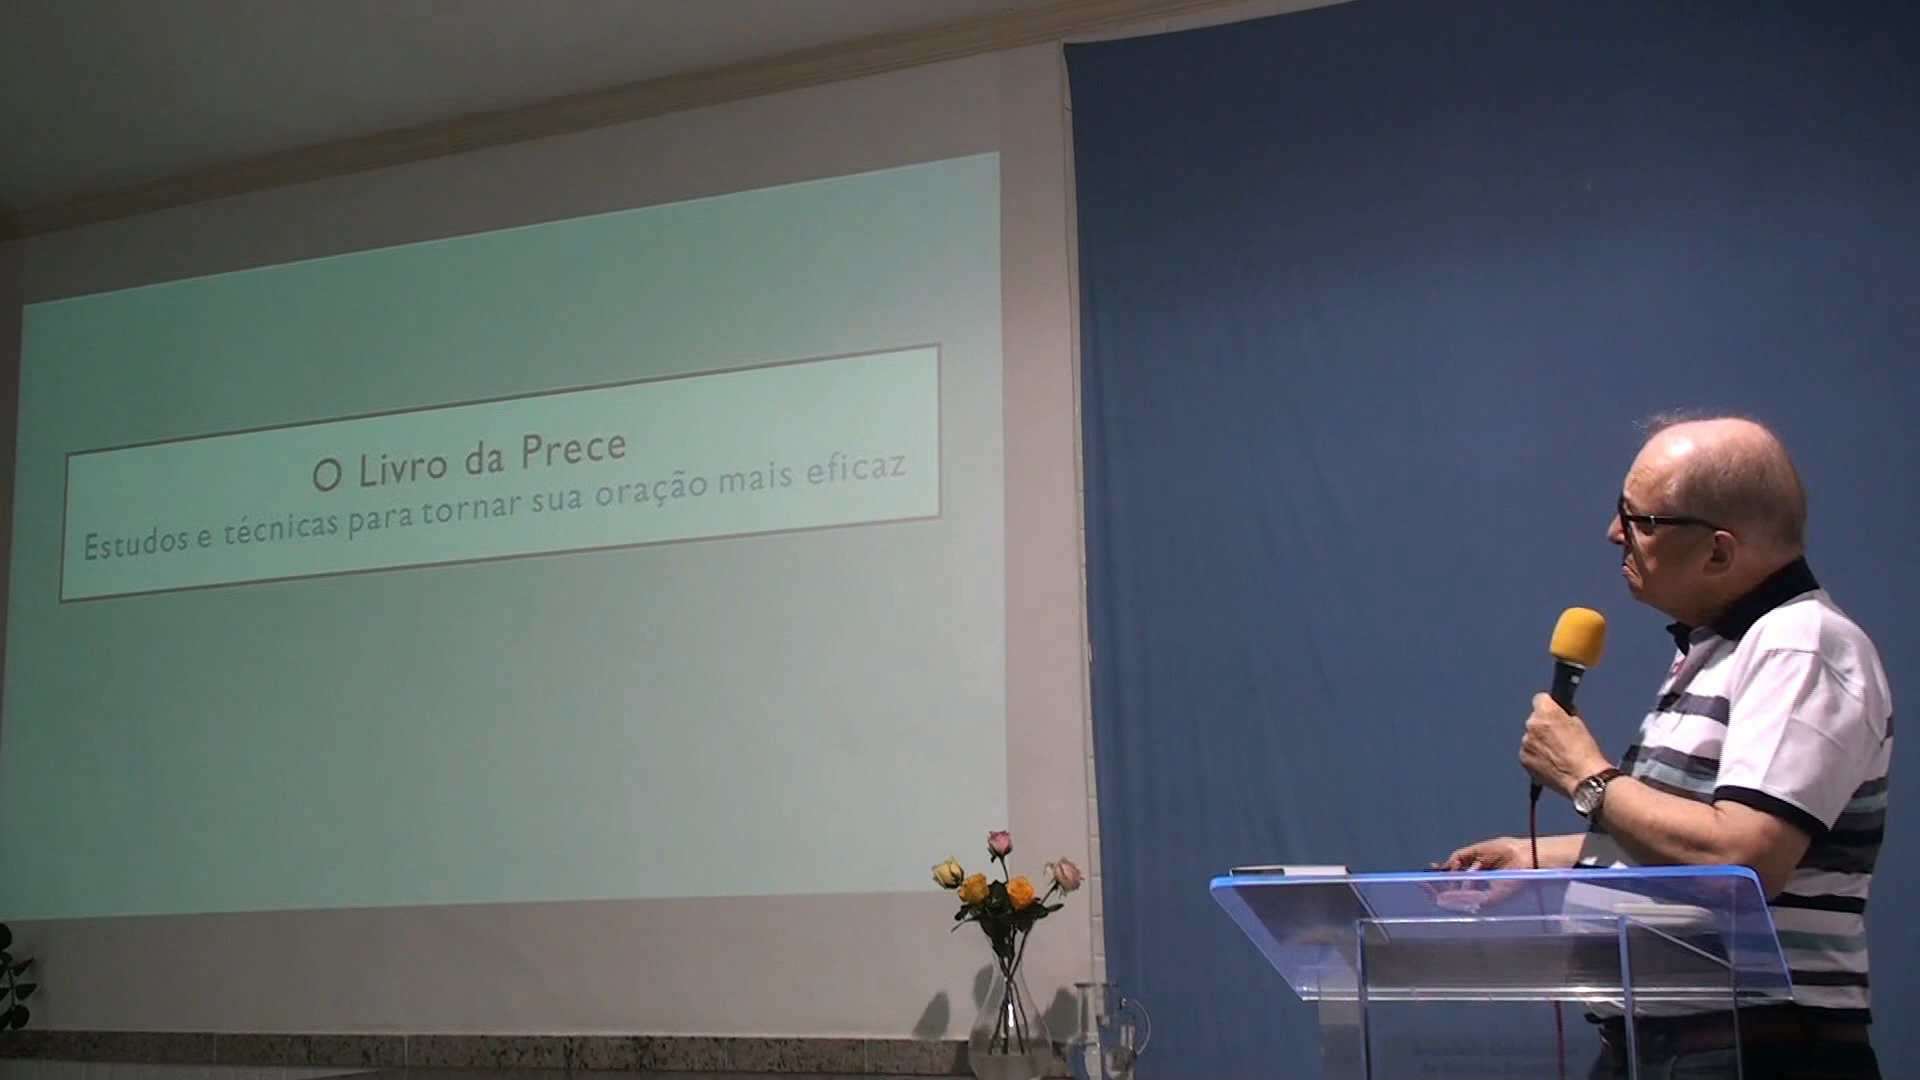 O Livro da Prece
Estudos e técnicas para tornar sua oração mais eficaz